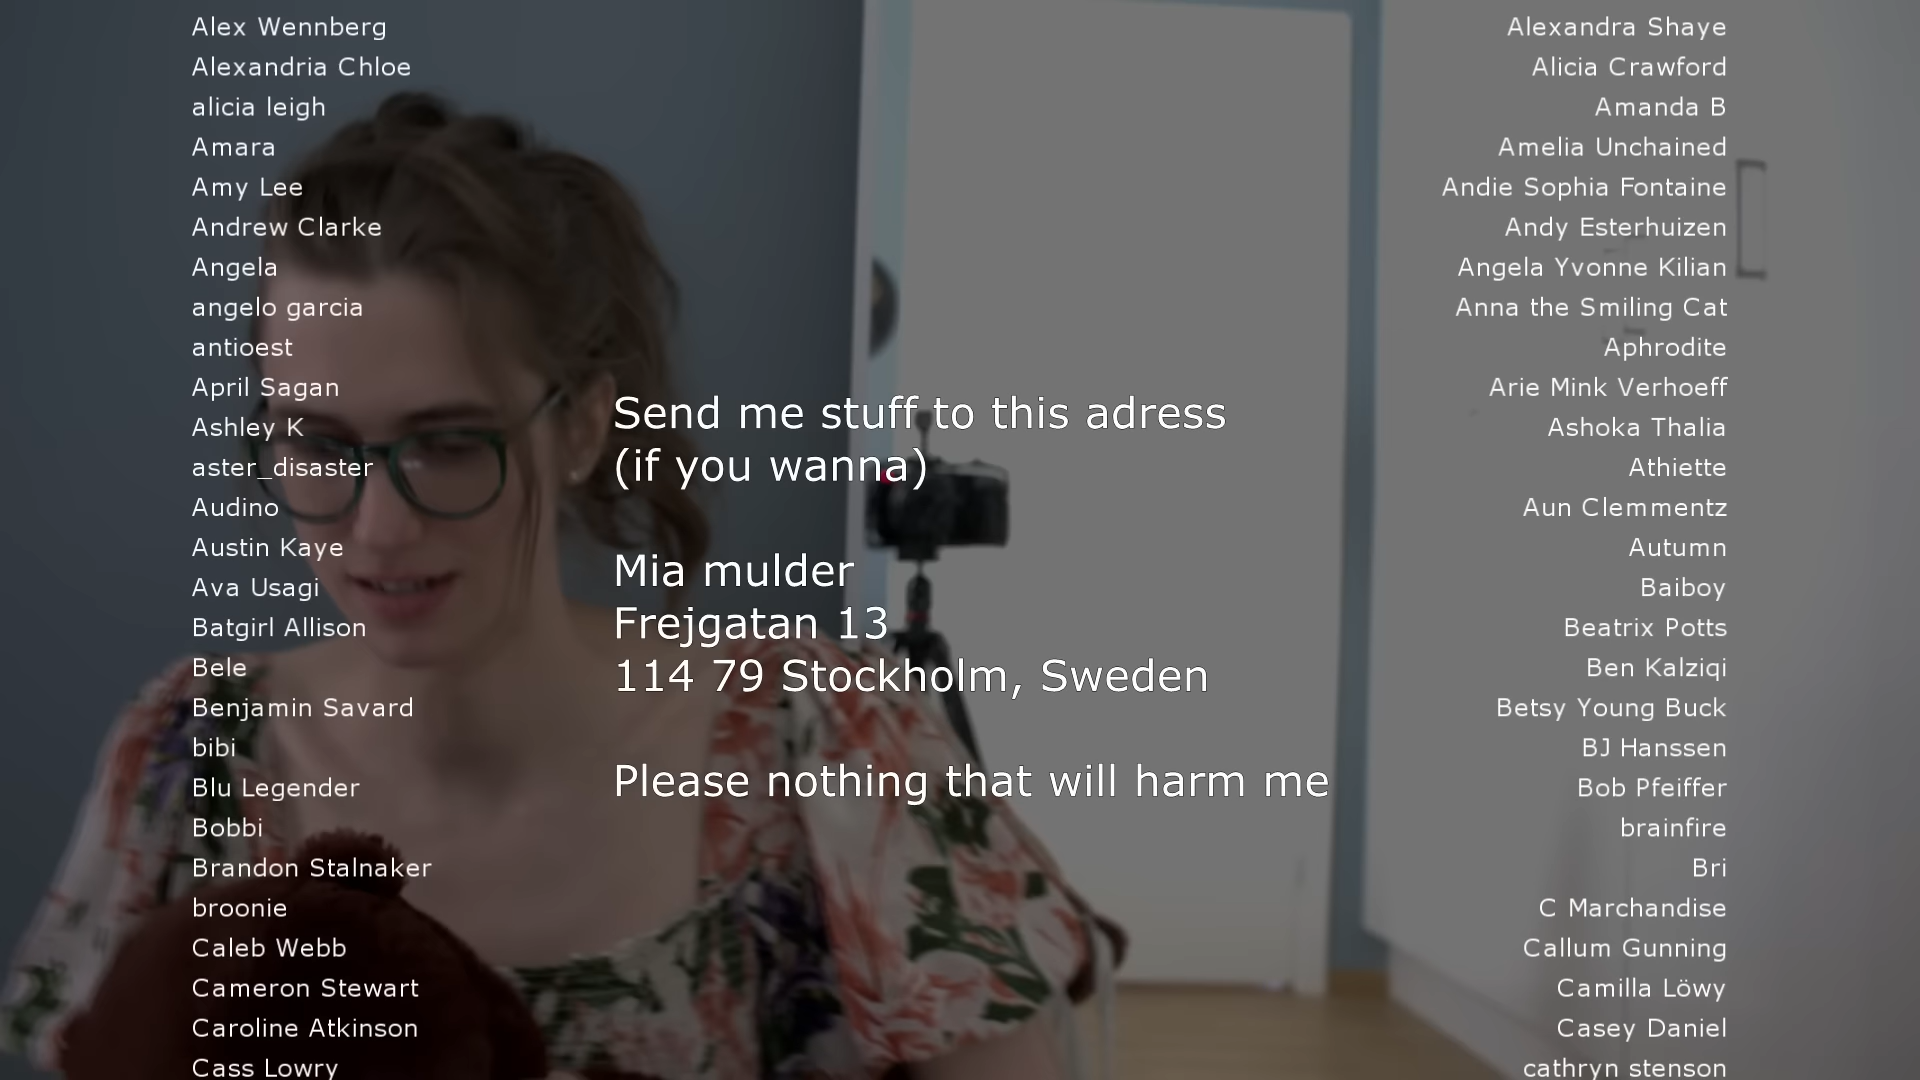 Alex Wennberg
Alexandria Chloe
alicia leigh
Amara
Amy Lee
Andrew Clarke
Angela
angelo garcia
antioest
April Sagan
Ashley K
aster_disaster
Audino
Austin Kaye
Ava Usagi
Batgirl Allison
Bele
Benjamin Savard
bibi
Blu Legender
Bobbi
Brandon Stalnaker
broonie
Caleb Webb
Cameron Stewart
Caroline Atkinson
Cass Lowry
Send me stuff to this adress
(if you wanna)
Mia mulder
Frejgatan 13
114 79 Stockholm, Sweden
Please nothing that will harm me
Alexandra Shaye
Alicia Crawford
Amanda B
Amelia Unchained
Andie Sophia Fontaine
Andy Esterhuizen
Angela Yvonne Kilian
Anna the Smiling Cat
Aphrodite
Arie Mink Verhoeff
Ashoka Thalia
Athiette
Aun Clemmentz
Autumn
Baiboy
Beatrix Potts
Ben Kalziqi
Betsy Young Buck
BJ Hanssen
Bob Pfeiffer
brainfire
Bri
C Marchandise
Callum Gunning
Camilla Löwy
Casey Daniel
cathryn stenson